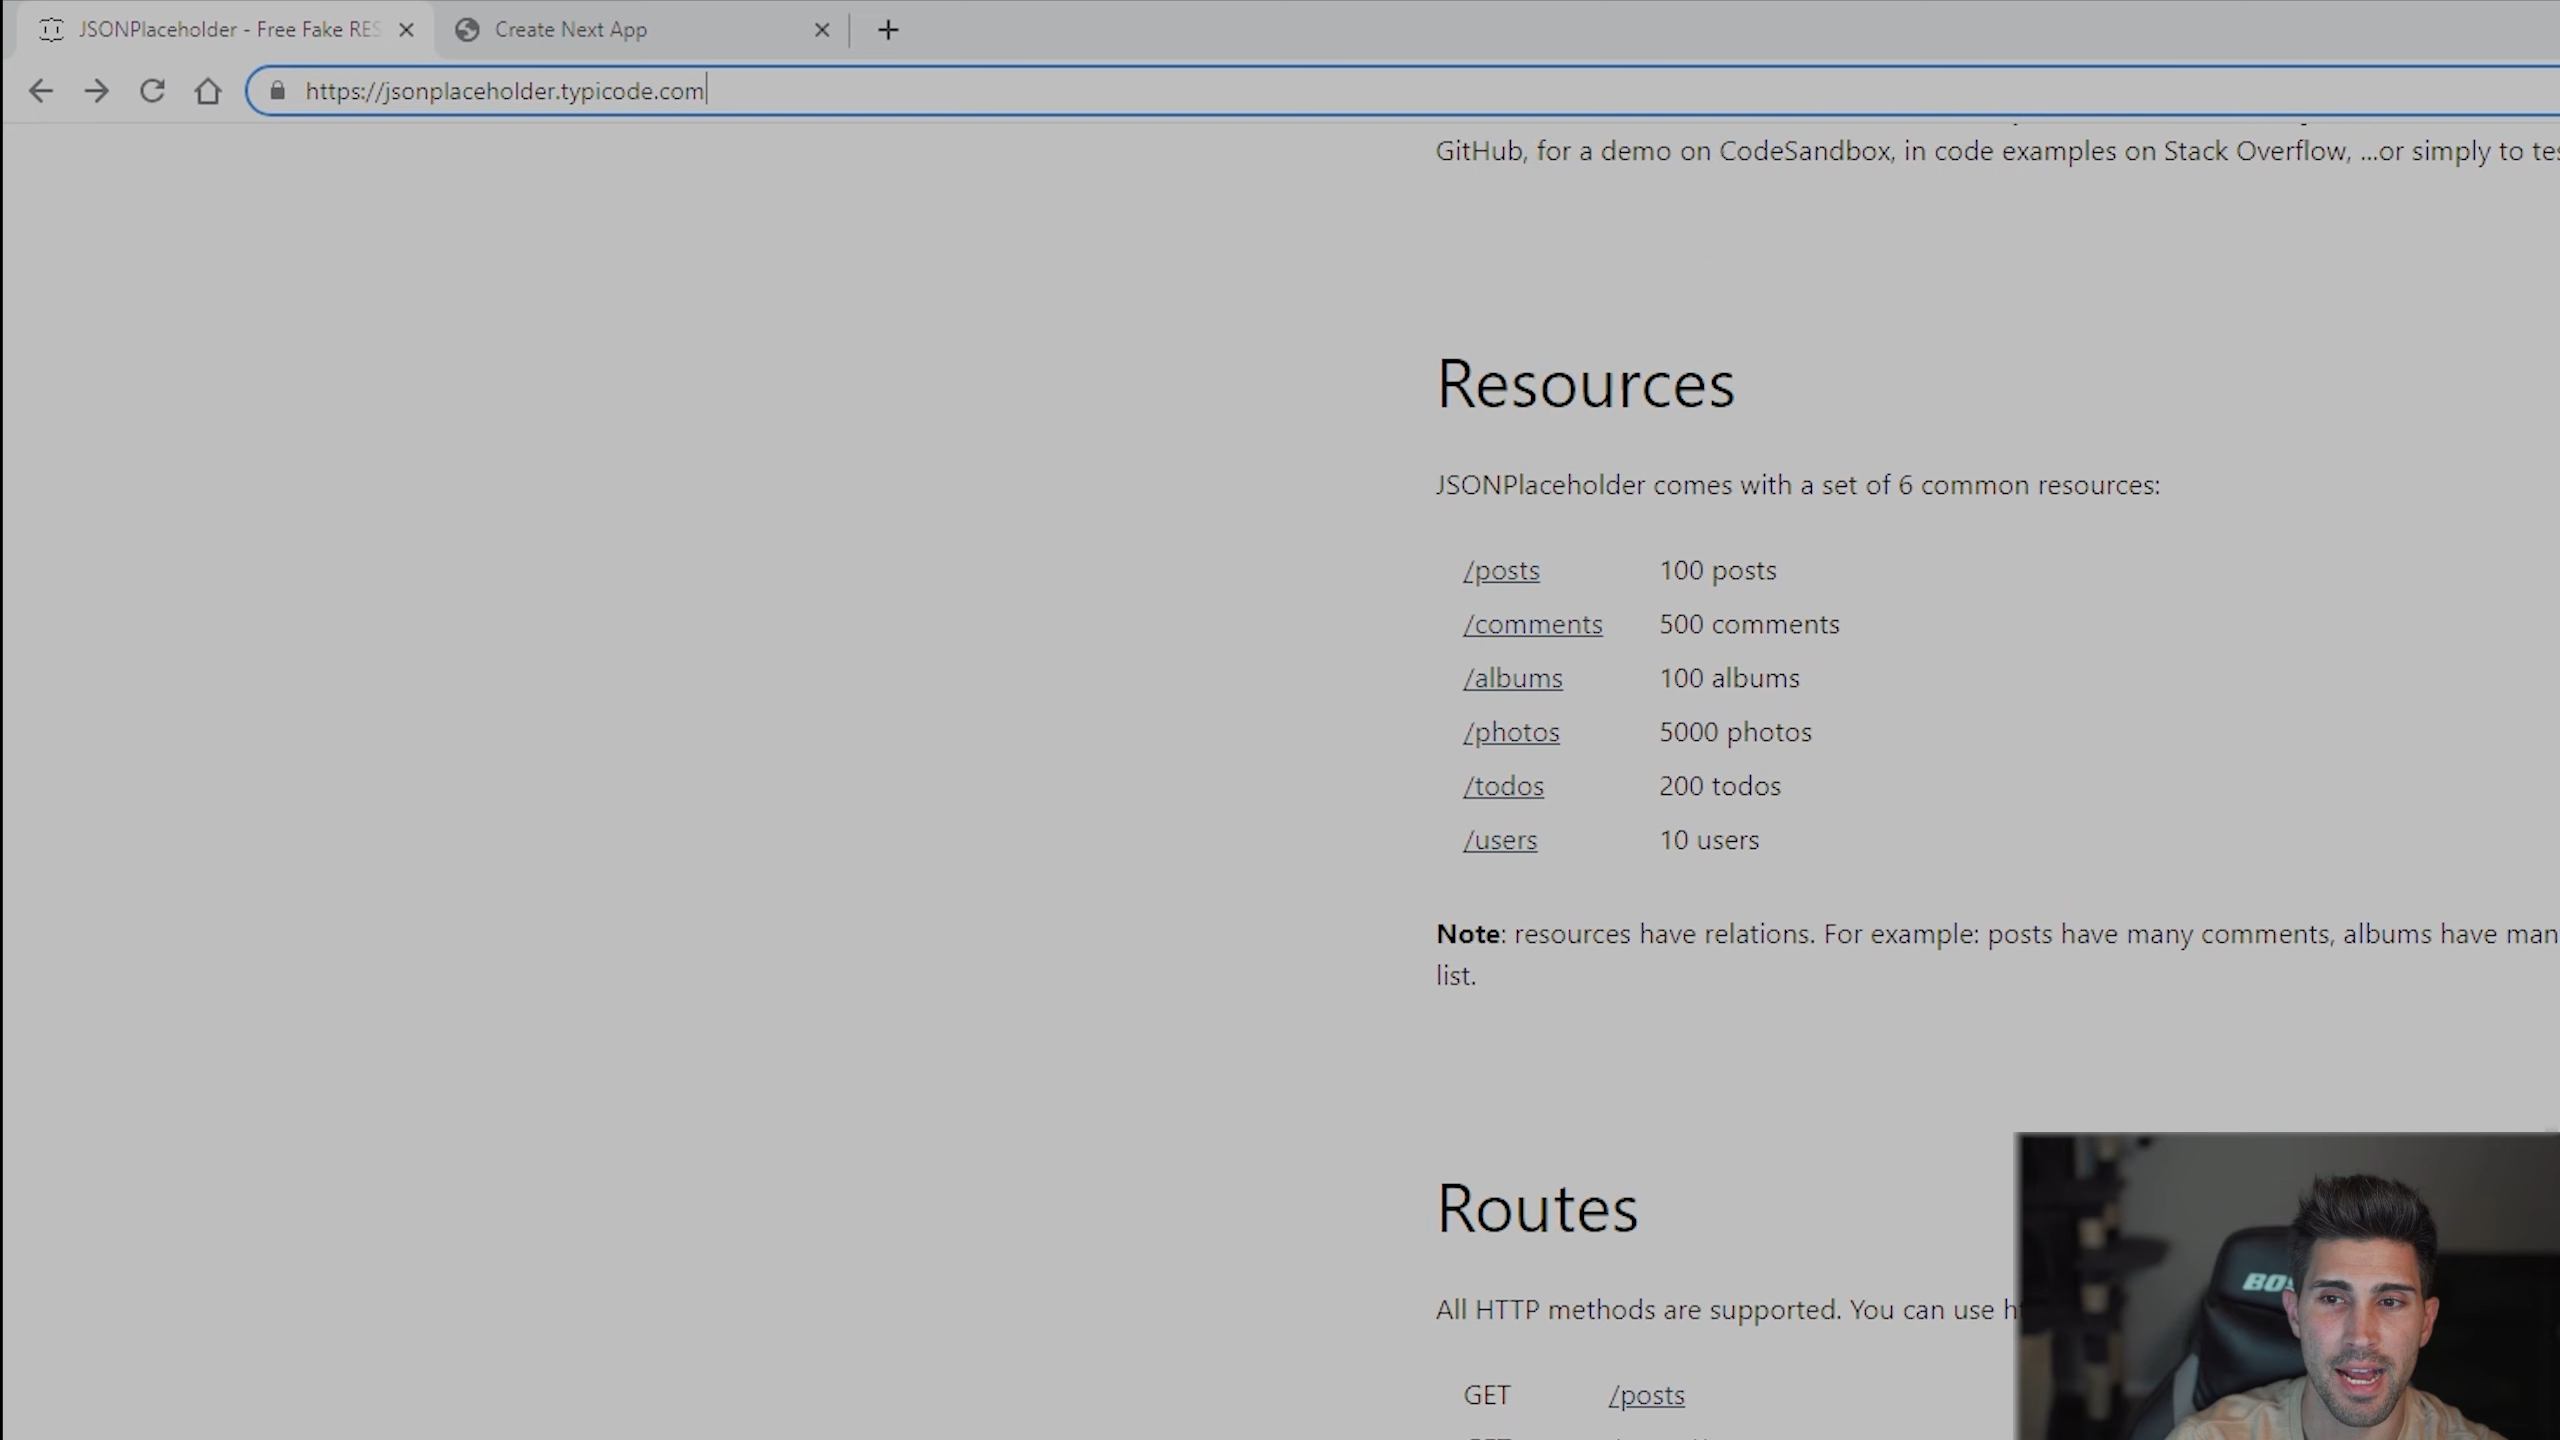 JSONPlaceholder - Free Fake RES
Create Next App
https://jsonplaceholder.typicode.com
GitHub, for a demo on CodeSandbox, in code examples on Stack Overflow, ...or simply to tes
Resources
JSONPlaceholder comes with a set of 6 common resources:
/posts 100 posts
/comments 500 comments
/albums 100 albums
/photos 5000 photos
/todos 200 todos
/users 10 users
Note: resources have relations. For example: posts have many comments, albums have man
list.
Routes
All HTTP methods are supported. You can use h
GET /posts